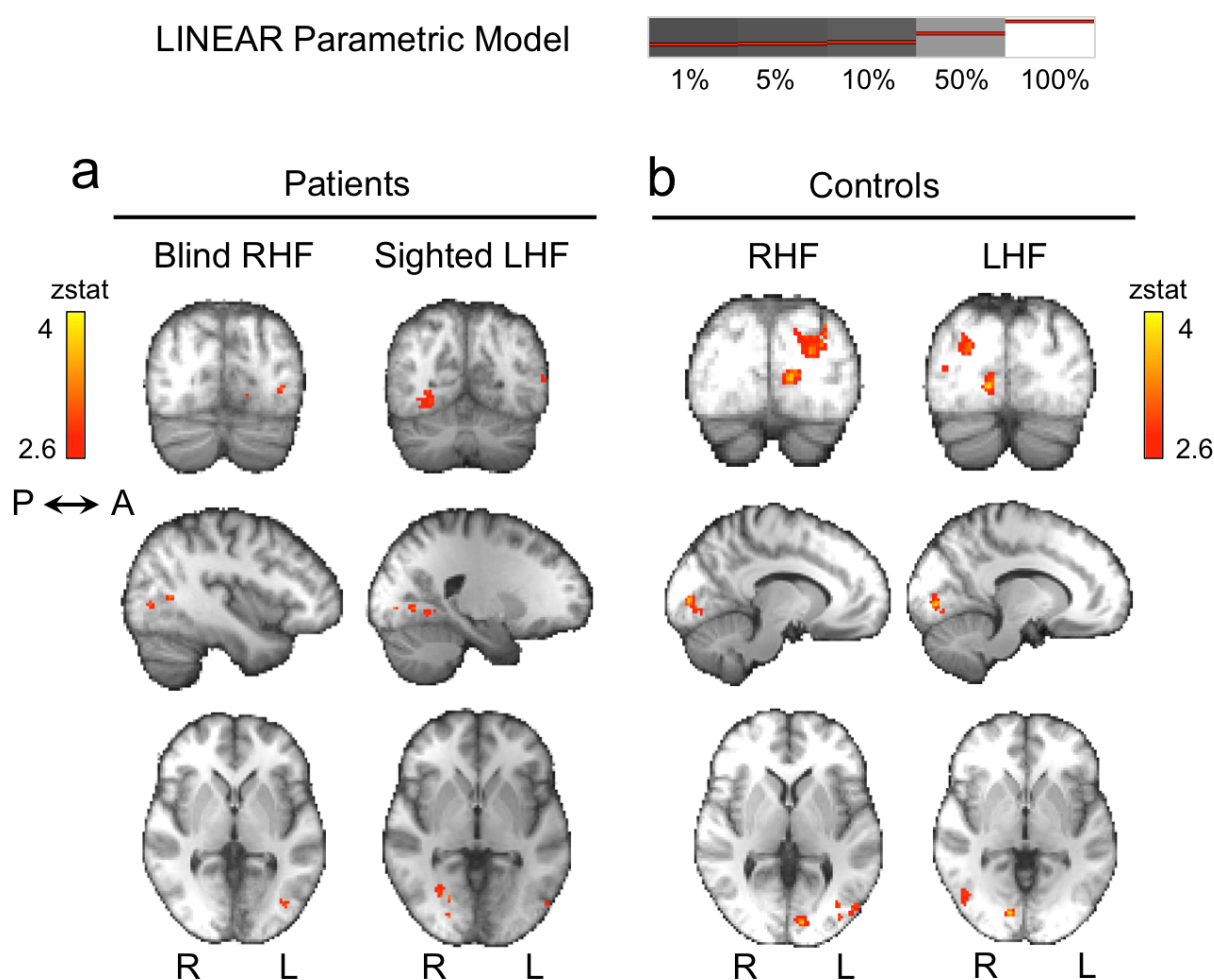 LINEAR Parametric Model
1% 5% 10% 50% 100%
a Patients
b Controls
Blind RHF Sighted LHF
RHF LHF
zstat
4
2.6
zstat
4
2.6
P ↔ A
R L R L
R L R L